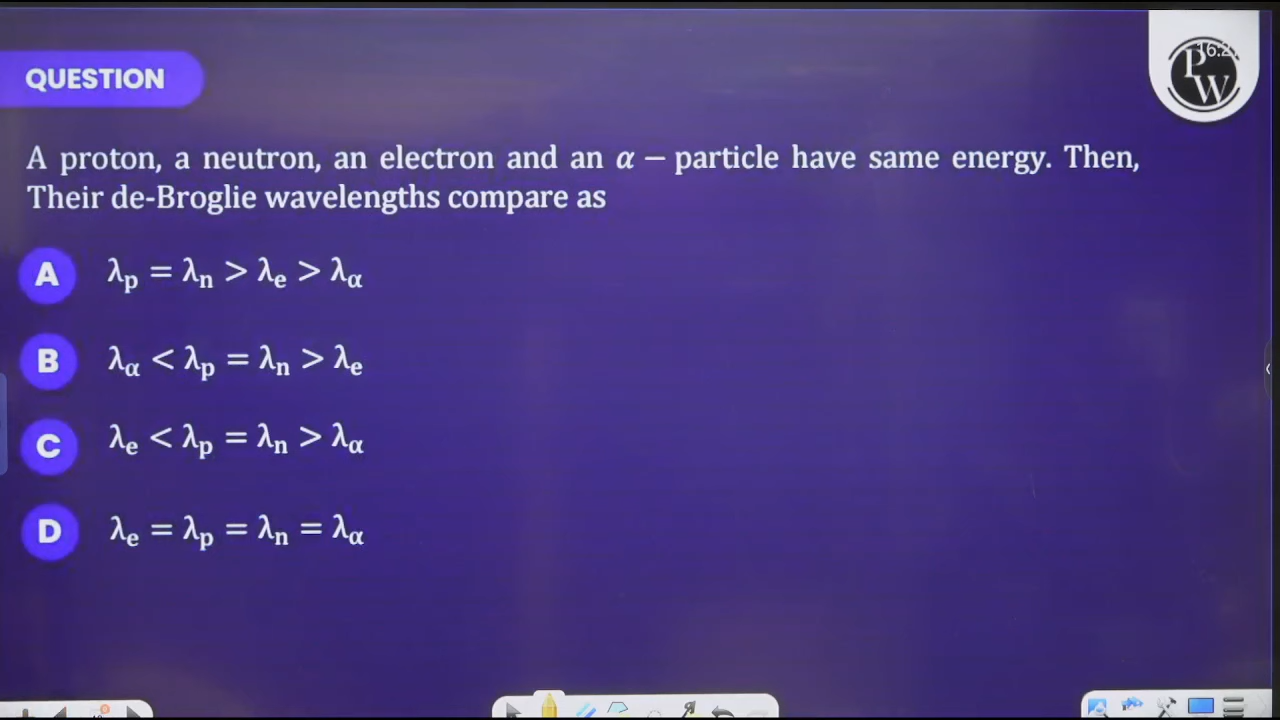 QUESTION
A proton, a neutron, an electron and an α − particle have same energy. Then,
Their de-Broglie wavelengths compare as
A λₚ = λₙ > λₑ > λα
B λα < λₚ = λₙ > λₑ
C λₑ < λₚ = λₙ > λα
D λₑ = λₚ = λₙ = λα
PW